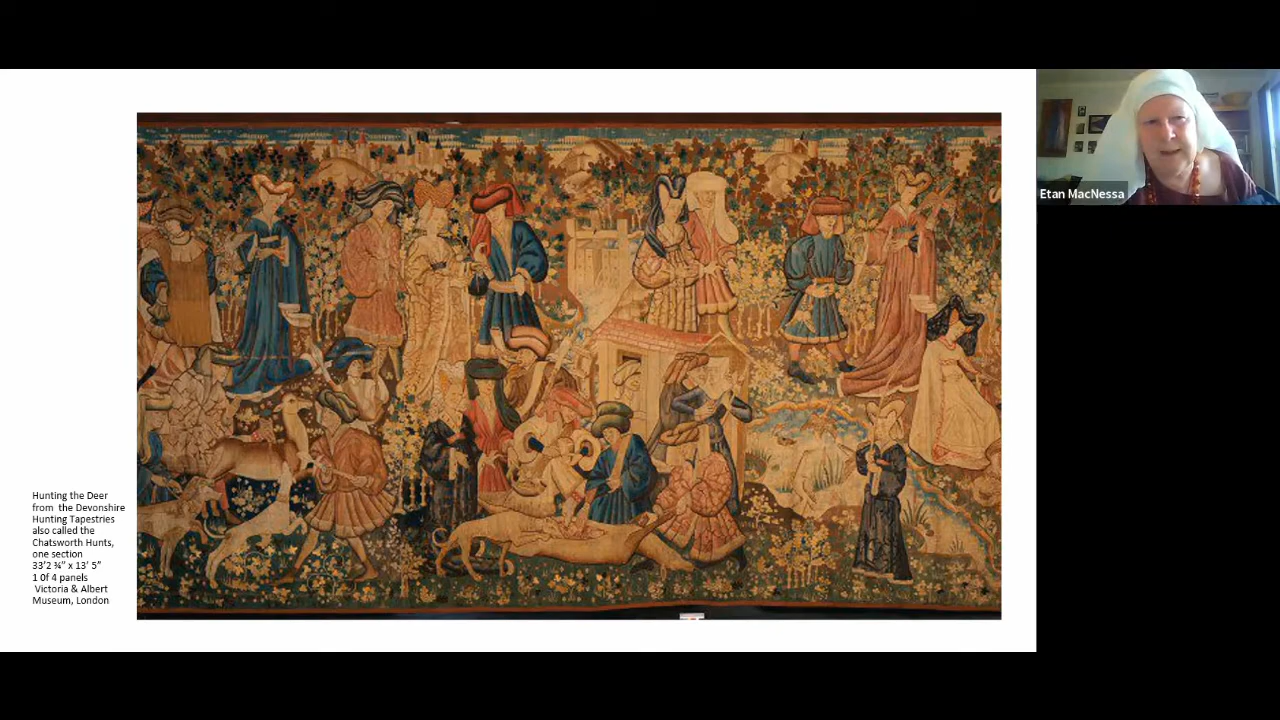 Hunting the Deer
from the Devonshire
Hunting Tapestries
also called the
Chatsworth Hunts,
one section
33'2 ¾" x 13' 5"
1 0f 4 panels
Victoria & Albert
Museum, London
Etan MacNessa